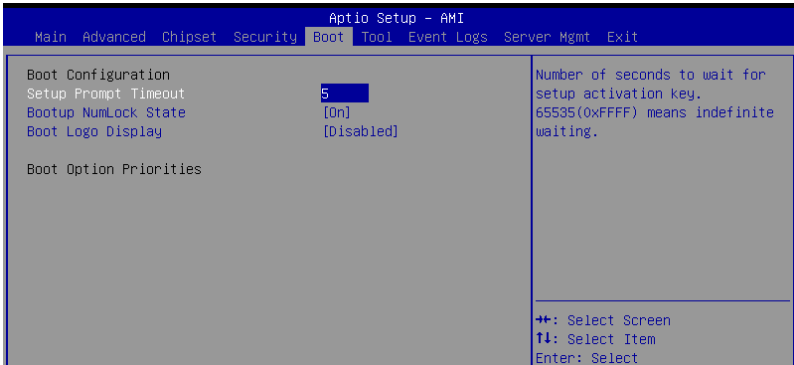 Aptio Setup – AMI
Main Advanced Chipset Security Boot Tool Event Logs Server Mgmt Exit
Boot Configuration
Setup Prompt Timeout 5
Bootup NumLock State [On]
Boot Logo Display [Disabled]
Boot Option Priorities
Number of seconds to wait for
setup activation key.
65535(0xFFFF) means indefinite
waiting.
→←: Select Screen
↑↓: Select Item
Enter: Select